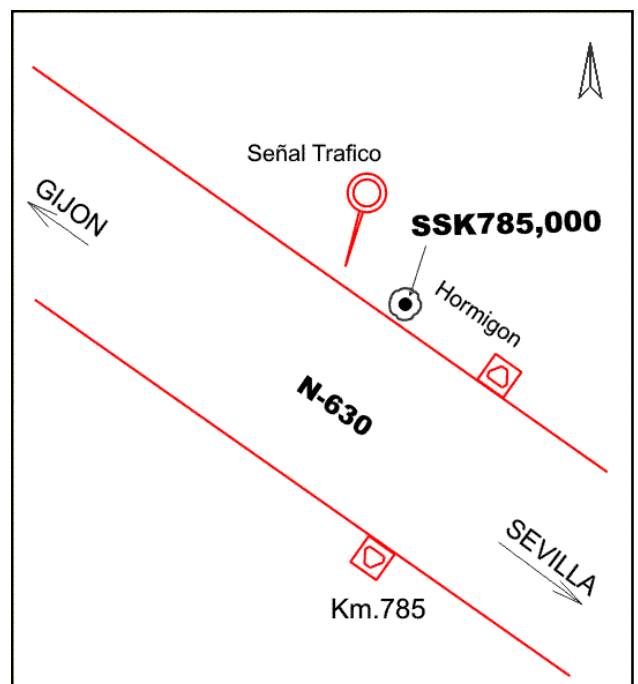 Señal Trafico
GIJON
SSK785,000
Hormigon
N-630
SEVILLA
Km.785